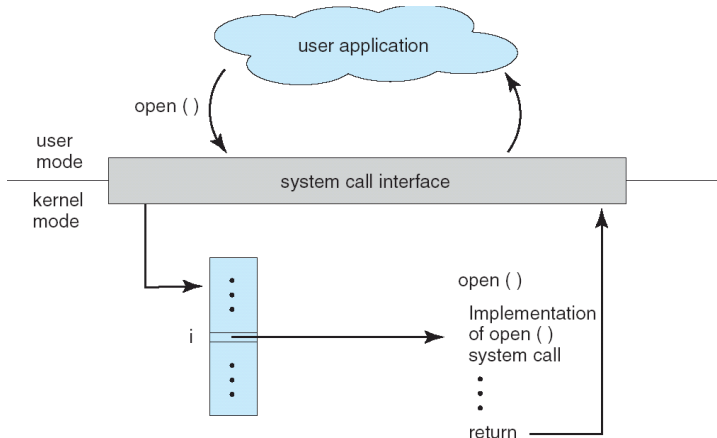 user application
open ( )
user
mode
system call interface
kernel
mode
i
open ( )
Implementation
of open ( )
system call
return